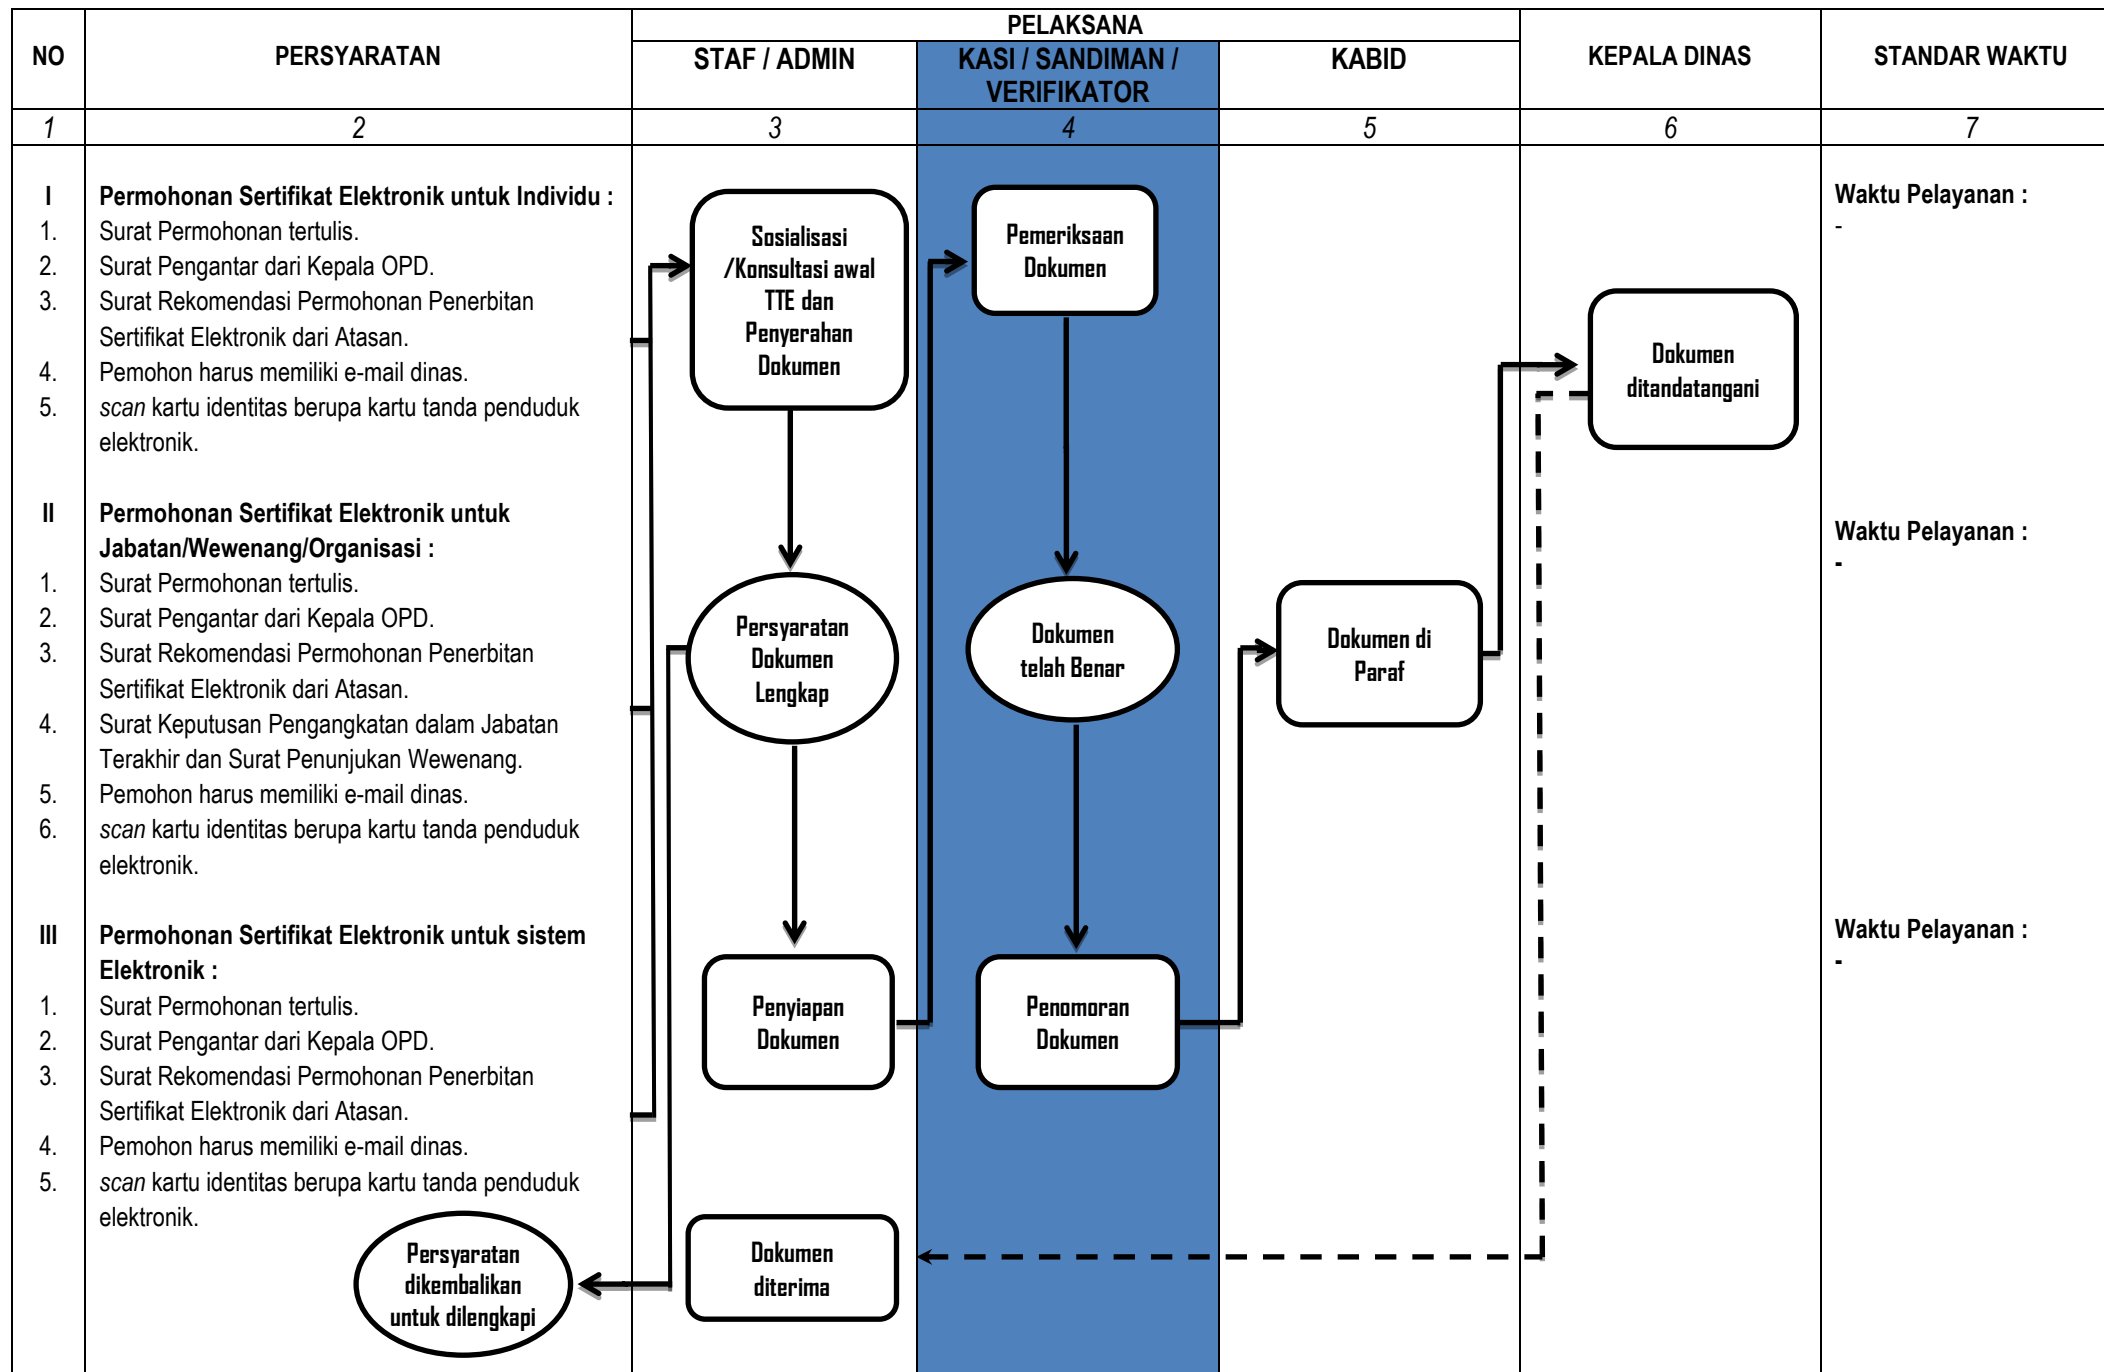 NO
PERSYARATAN
PELAKSANA
STAF / ADMIN
KASI / SANDIMAN /
VERIFIKATOR
KABID
KEPALA DINAS
STANDAR WAKTU
1
2
3
4
5
6
7
I Permohonan Sertifikat Elektronik untuk Individu :
1. Surat Permohonan tertulis.
2. Surat Pengantar dari Kepala OPD.
3. Surat Rekomendasi Permohonan Penerbitan
Sertifikat Elektronik dari Atasan.
4. Pemohon harus memiliki e-mail dinas.
5. scan kartu identitas berupa kartu tanda penduduk
elektronik.
II Permohonan Sertifikat Elektronik untuk
Jabatan/Wewenang/Organisasi :
1. Surat Permohonan tertulis.
2. Surat Pengantar dari Kepala OPD.
3. Surat Rekomendasi Permohonan Penerbitan
Sertifikat Elektronik dari Atasan.
4. Surat Keputusan Pengangkatan dalam Jabatan
Terakhir dan Surat Penunjukan Wewenang.
5. Pemohon harus memiliki e-mail dinas.
6. scan kartu identitas berupa kartu tanda penduduk
elektronik.
III Permohonan Sertifikat Elektronik untuk sistem
Elektronik :
1. Surat Permohonan tertulis.
2. Surat Pengantar dari Kepala OPD.
3. Surat Rekomendasi Permohonan Penerbitan
Sertifikat Elektronik dari Atasan.
4. Pemohon harus memiliki e-mail dinas.
5. scan kartu identitas berupa kartu tanda penduduk
elektronik.
Persyaratan
dikembalikan
untuk dilengkapi
Sosialisasi
/Konsultasi awal
TTE dan
Penyerahan
Dokumen
Persyaratan
Dokumen
Lengkap
Penyiapan
Dokumen
Dokumen
diterima
Pemeriksaan
Dokumen
Dokumen
telah Benar
Penomoran
Dokumen
Dokumen di
Paraf
Dokumen
ditandatangani
Waktu Pelayanan :
-
Waktu Pelayanan :
-
Waktu Pelayanan :
-